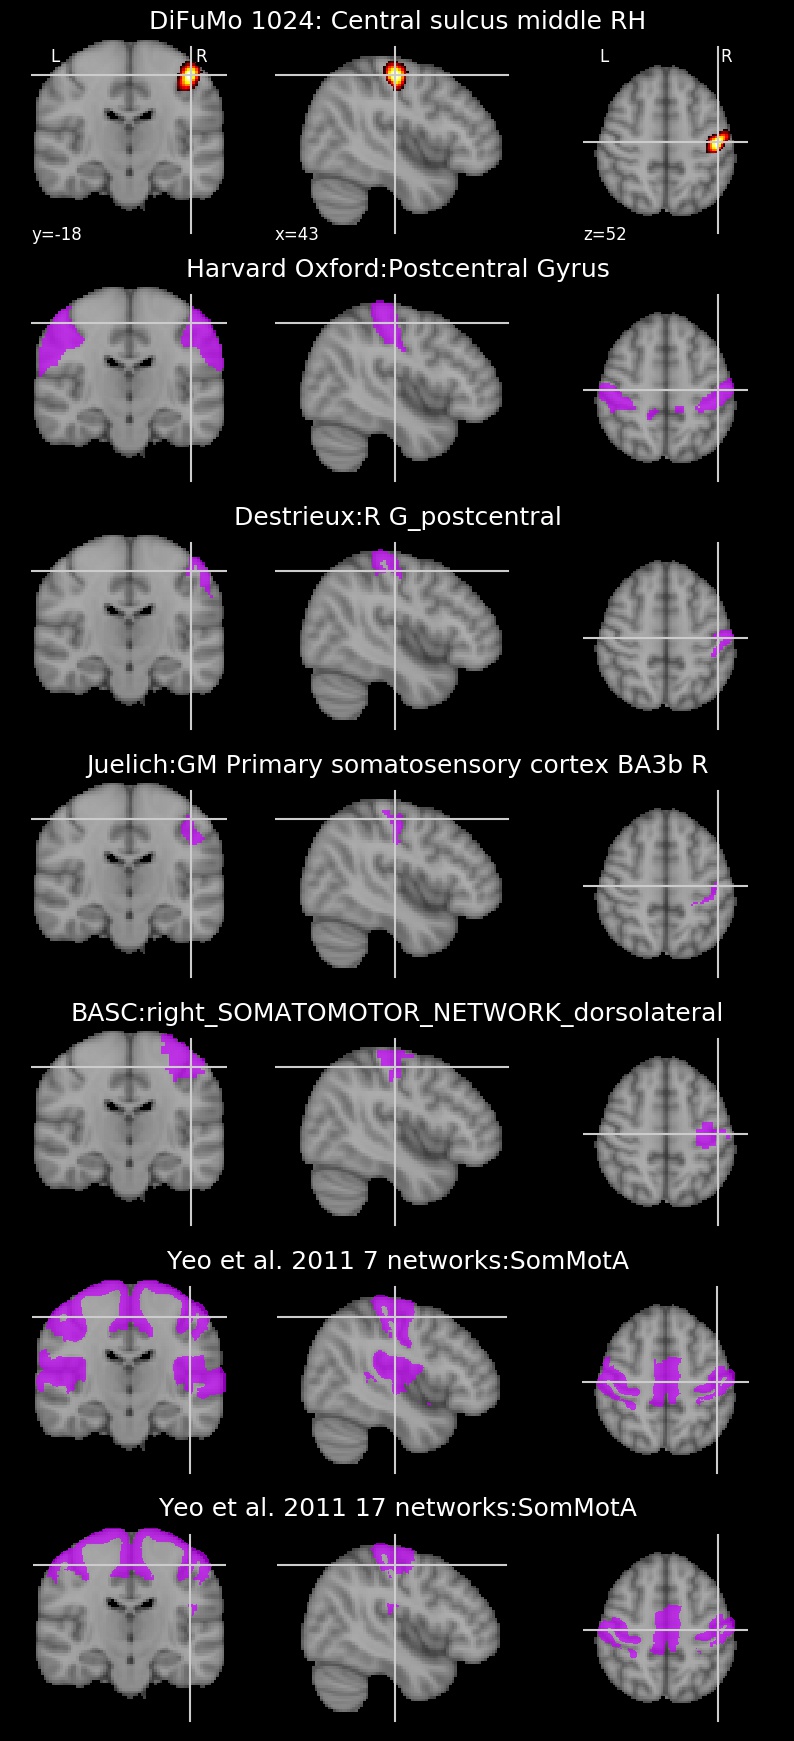 DiFuMo 1024: Central sulcus middle RH
L R L R
y=-18 x=43 z=52
Harvard Oxford:Postcentral Gyrus
Destrieux:R G_postcentral
Juelich:GM Primary somatosensory cortex BA3b R
BASC:right_SOMATOMOTOR_NETWORK_dorsolateral
Yeo et al. 2011 7 networks:SomMotA
Yeo et al. 2011 17 networks:SomMotA